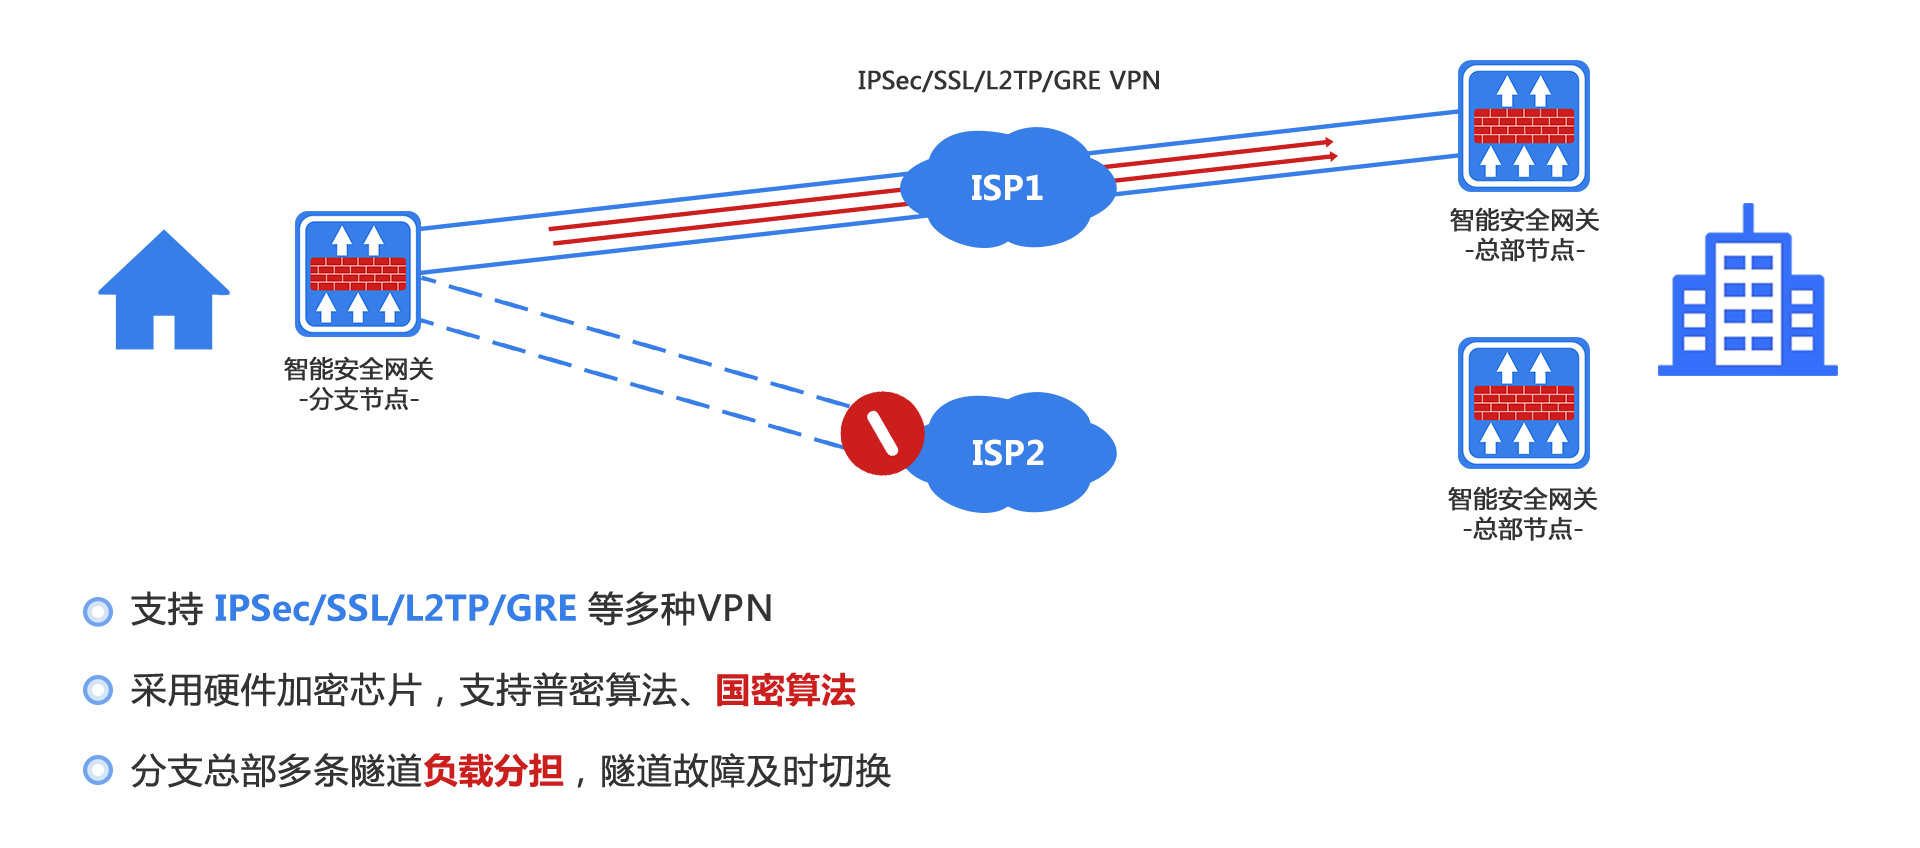 IPSec/SSL/L2TP/GRE VPN
ISP1
智能安全网关
-总部节点-
智能安全网关
-分支节点-
ISP2
智能安全网关
-总部节点-
支持 IPSec/SSL/L2TP/GRE 等多种VPN
采用硬件加密芯片，支持普密算法、国密算法
分支总部多条隧道负载分担，隧道故障及时切换